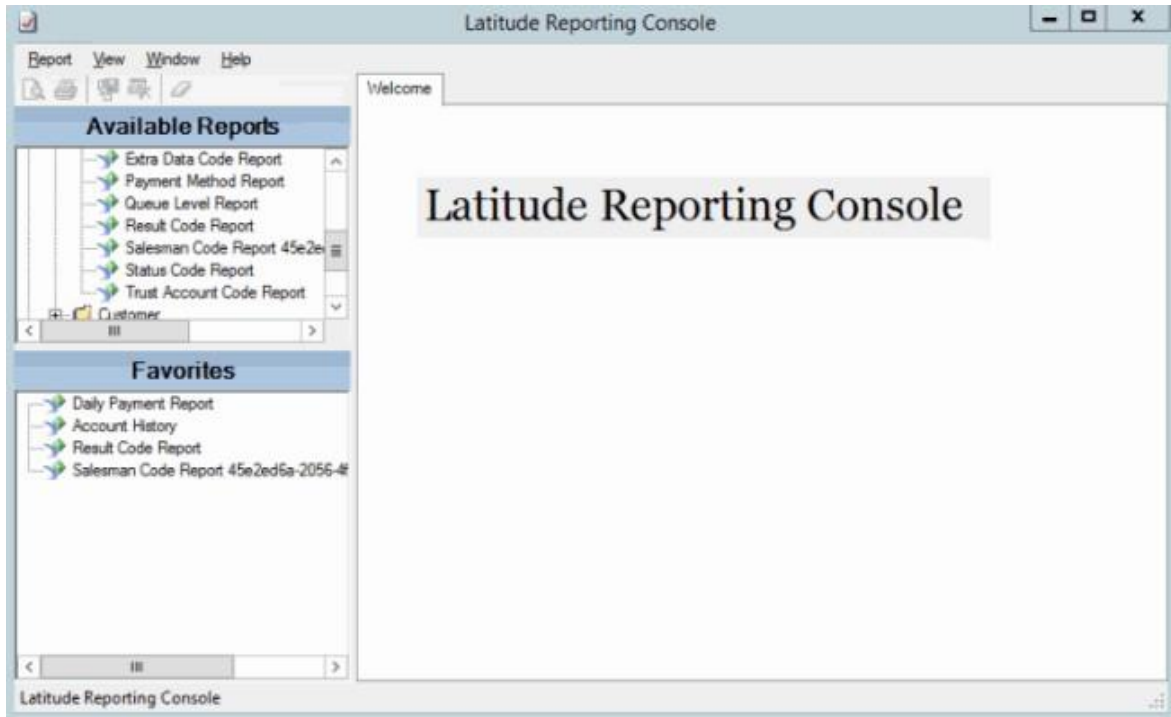 Latitude Reporting Console
Report View Window Help
Welcome
Available Reports
Extra Data Code Report
Payment Method Report
Queue Level Report
Result Code Report
Salesman Code Report 45e2e
Status Code Report
Trust Account Code Report
Customer
Latitude Reporting Console
Favorites
Daily Payment Report
Account History
Result Code Report
Salesman Code Report 45e2ed6a-2056-4f
Latitude Reporting Console